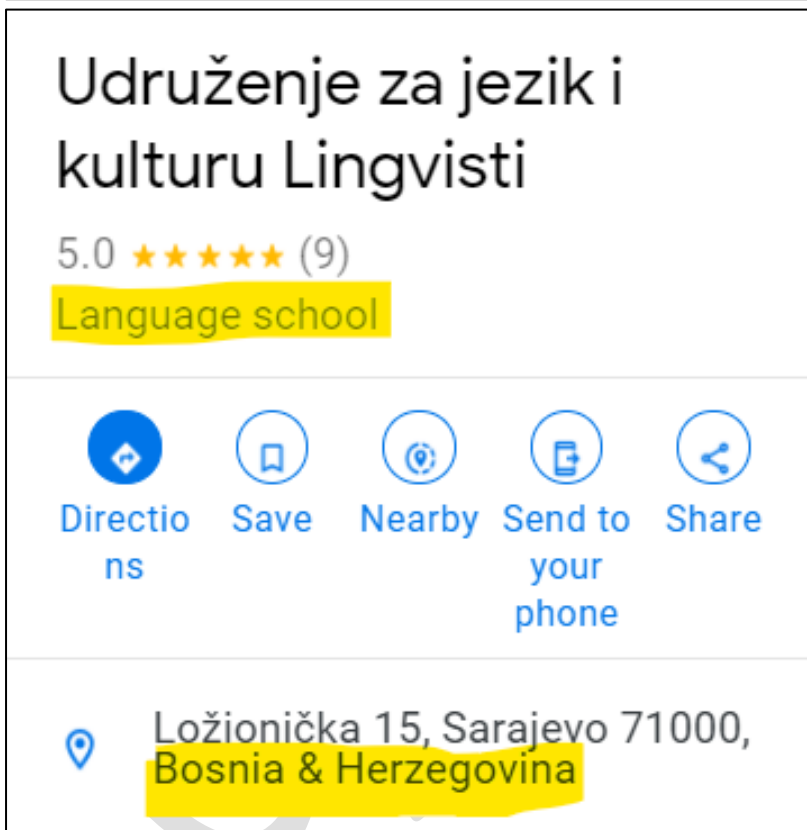 Udruženje za jezik i
kulturu Lingvisti
5.0 ★★★★★ (9)
Language school
Directio
ns
Save
Nearby
Send to
your
phone
Share
Ložionička 15, Sarajevo 71000,
Bosnia & Herzegovina